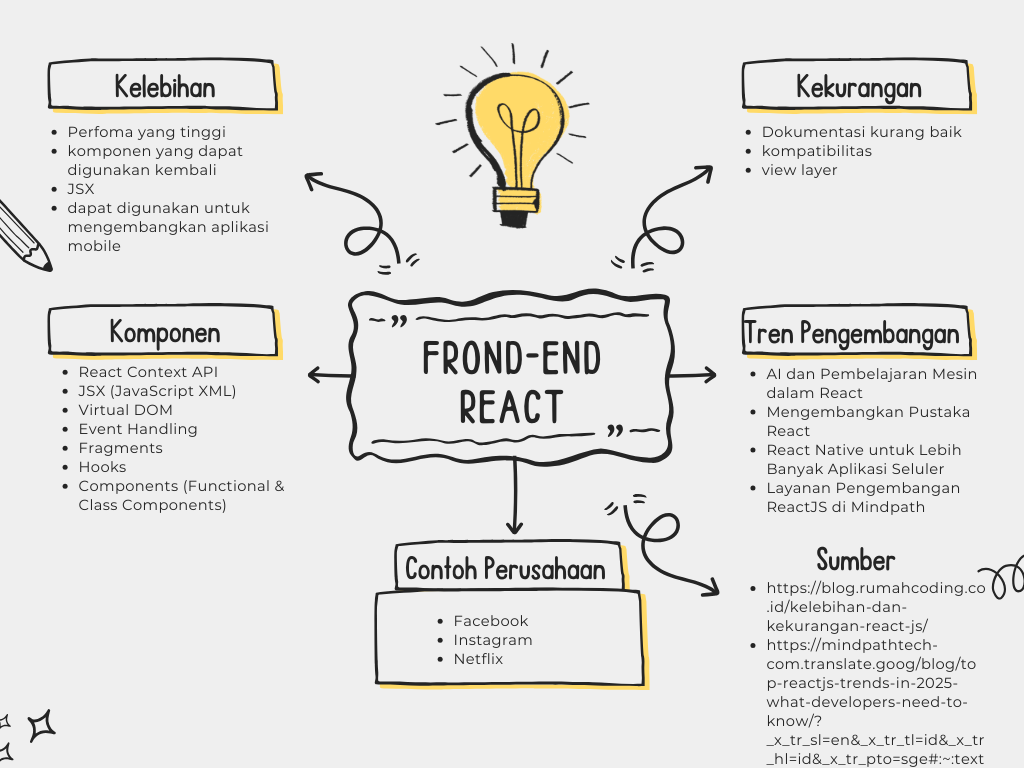 Kelebihan
• Perfoma yang tinggi
• komponen yang dapat
digunakan kembali
• JSX
• dapat digunakan untuk
mengembangkan aplikasi
mobile
Kekurangan
• Dokumentasi kurang baik
• kompatibilitas
• view layer
Komponen
• React Context API
• JSX (JavaScript XML)
• Virtual DOM
• Event Handling
• Fragments
• Hooks
• Components (Functional &
Class Components)
”
FROND-END
REACT
”
Tren Pengembangan
• AI dan Pembelajaran Mesin
dalam React
• Mengembangkan Pustaka
React
• React Native untuk Lebih
Banyak Aplikasi Seluler
• Layanan Pengembangan
ReactJS di Mindpath
Contoh Perusahaan
• Facebook
• Instagram
• Netflix
Sumber
• https://blog.rumahcoding.co
.id/kelebihan-dan-
kekurangan-react-js/
• https://mindpathtech-
com.translate.goog/blog/to
p-reactjs-trends-in-2025-
what-developers-need-to-
know/?
_x_tr_sl=en&_x_tr_tl=id&_x_tr
_hl=id&_x_tr_pto=sge#:~:text